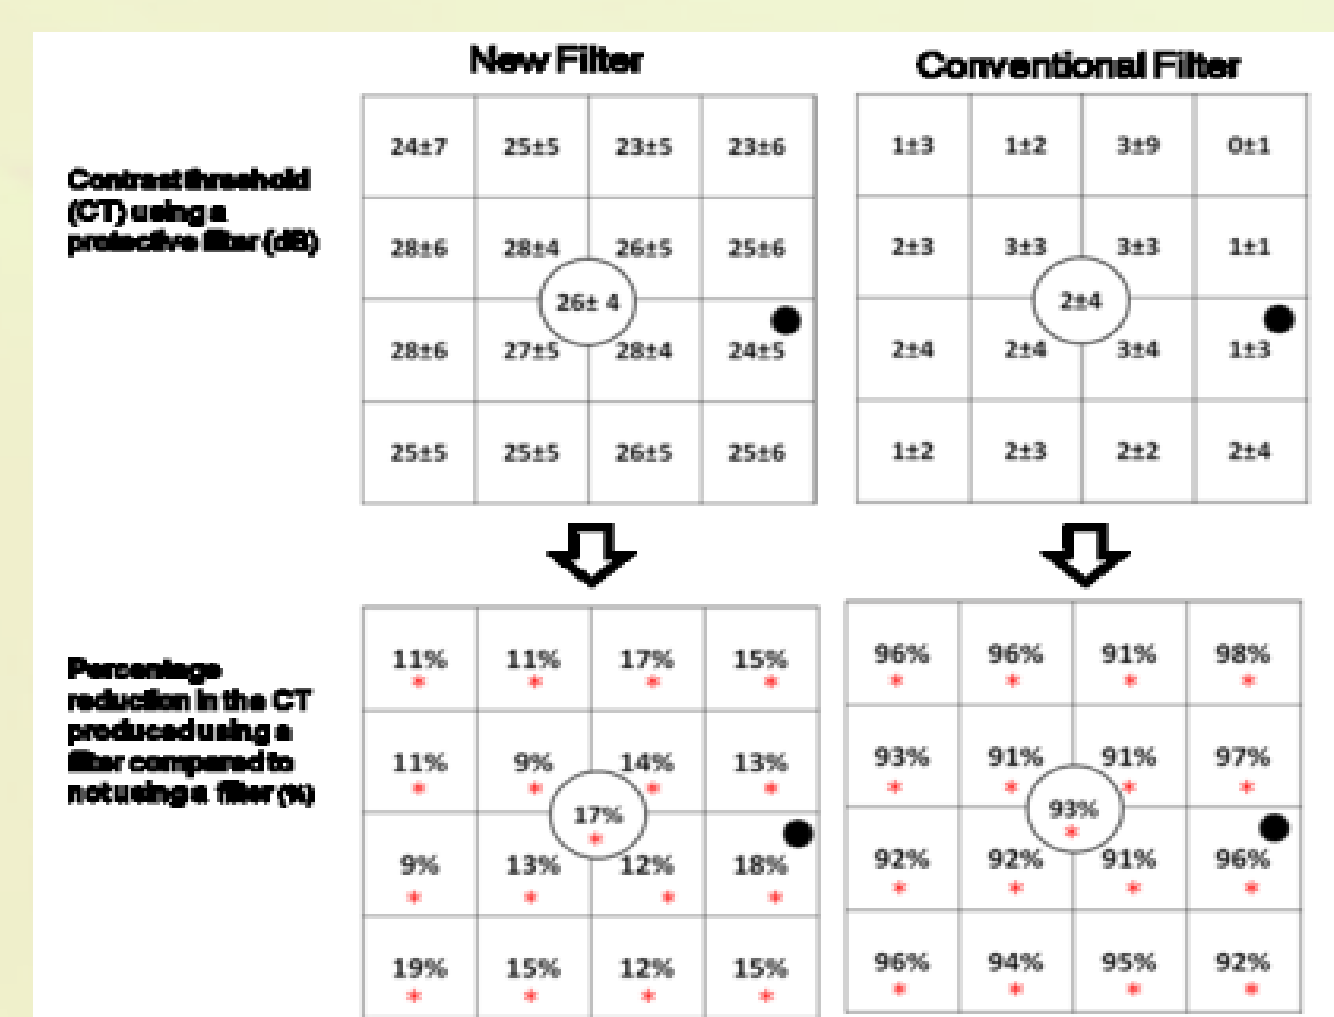 New Filter
Conventional Filter
Contrast threshold
(CT) using a
protective filter (dB)
24±7 25±5 23±5 23±6
28±6 28±4 26±5 25±6
26± 4
28±6 27±5 28±4 24±5
25±5 25±5 26±5 25±6
1±3 1±2 3±9 0±1
2±3 3±3 3±3 1±1
2±4
2±4 2±4 3±4 1±3
1±2 2±3 2±2 2±4
Percentage
reduction in the CT
produced using a
filter compared to
not using a filter (%)
11% 11% 17% 15%
* * * *
11% 9% 14% 13%
* * * *
17%
*
9% 13% 12% 18%
* * * *
19% 15% 12% 15%
* * * *
96% 96% 91% 98%
* * * *
93% 91% 91% 97%
* * * *
93%
*
92% 92% 91% 96%
* * * *
96% 94% 95% 92%
* * * *